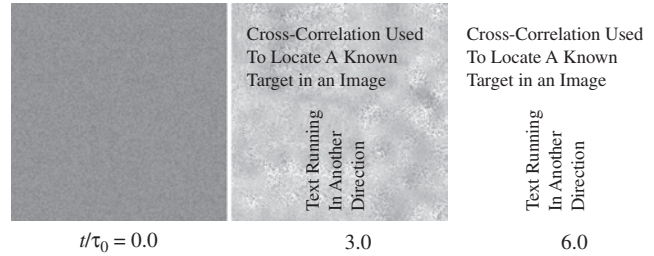 Cross-Correlation Used
To Locate A Known
Target in an Image
Text Running
In Another
Direction
Cross-Correlation Used
To Locate A Known
Target in an Image
Text Running
In Another
Direction
t/τ0 = 0.0
3.0
6.0